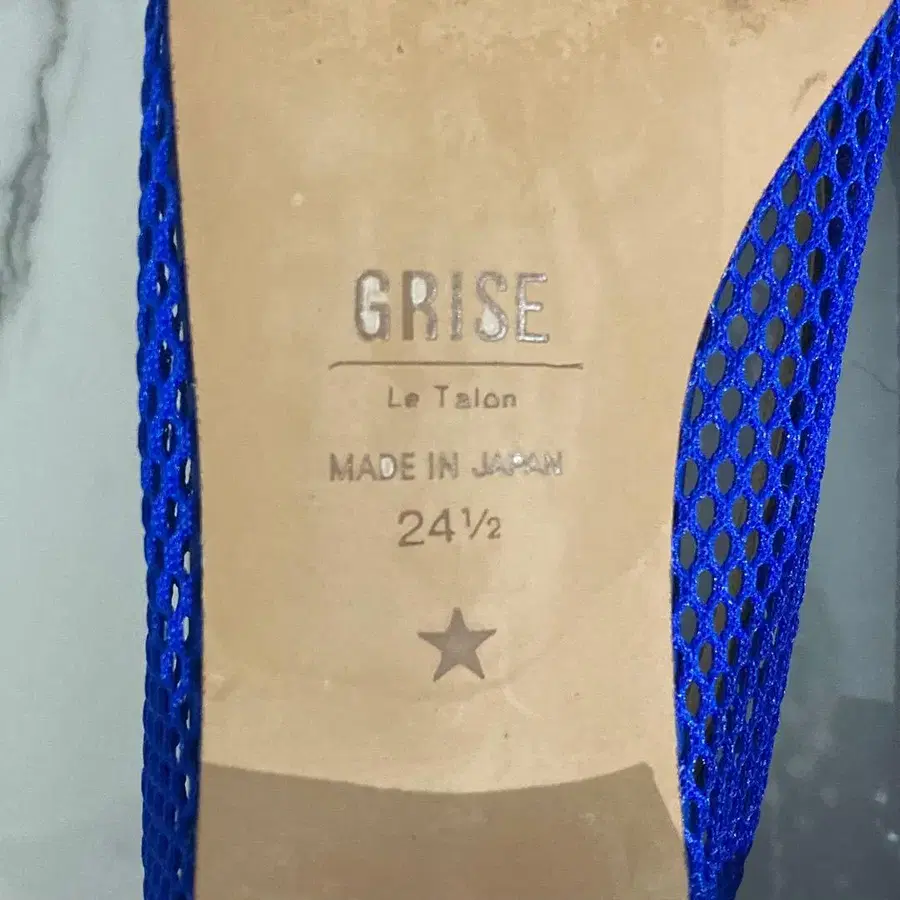 GRISE
Le Talon
MADE IN JAPAN
24½